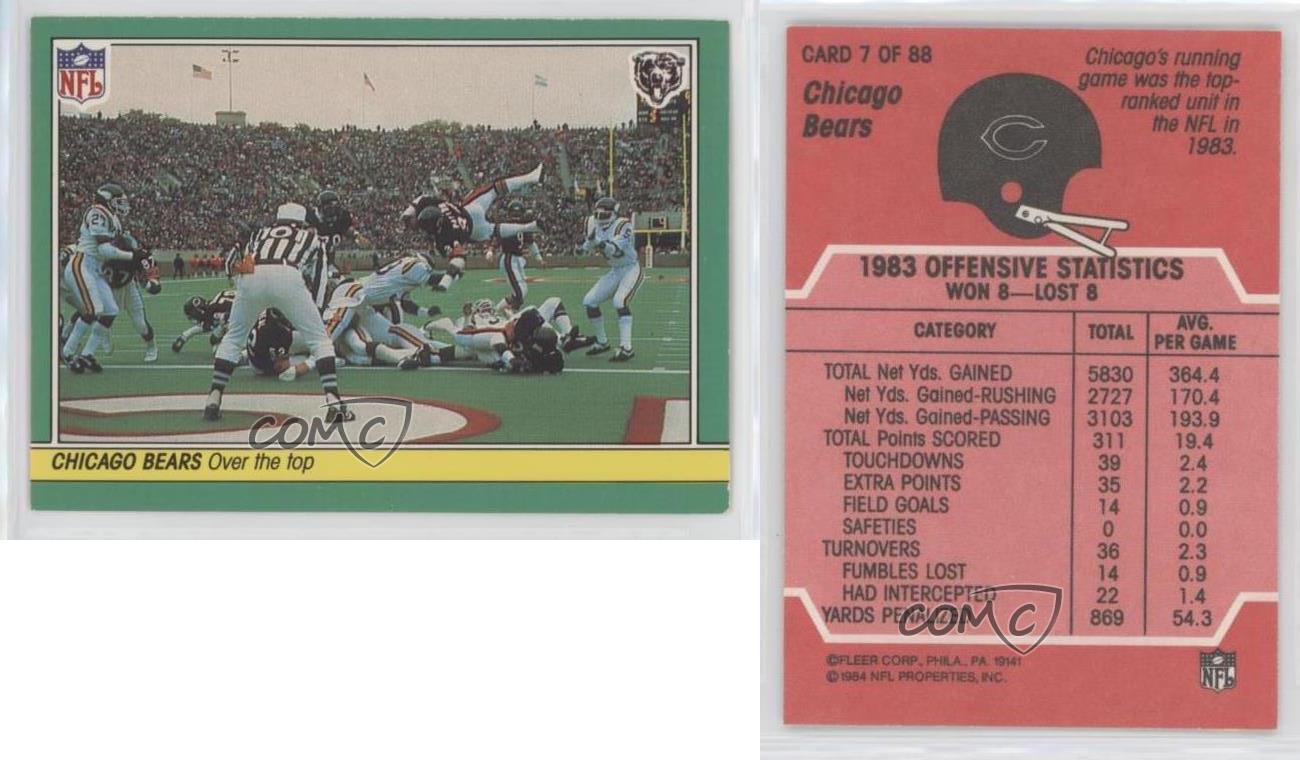 NFL
CHICAGO BEARS Over the top
COMC
CARD 7 OF 88
Chicago
Bears
Chicago's running
game was the top-
ranked unit in
the NFL in
1983.
C
1983 OFFENSIVE STATISTICS
WON 8—LOST 8
CATEGORY TOTAL AVG. PER GAME
TOTAL Net Yds. GAINED 5830 364.4
Net Yds. Gained-RUSHING 2727 170.4
Net Yds. Gained-PASSING 3103 193.9
TOTAL Points SCORED 311 19.4
TOUCHDOWNS 39 2.4
EXTRA POINTS 35 2.2
FIELD GOALS 14 0.9
SAFETIES 0 0.0
TURNOVERS 36 2.3
FUMBLES LOST 14 0.9
HAD INTERCEPTED 22 1.4
YARDS PENALIZED 869 54.3
COMC
©FLEER CORP., PHILA., PA. 19141
©1984 NFL PROPERTIES, INC.
NFL